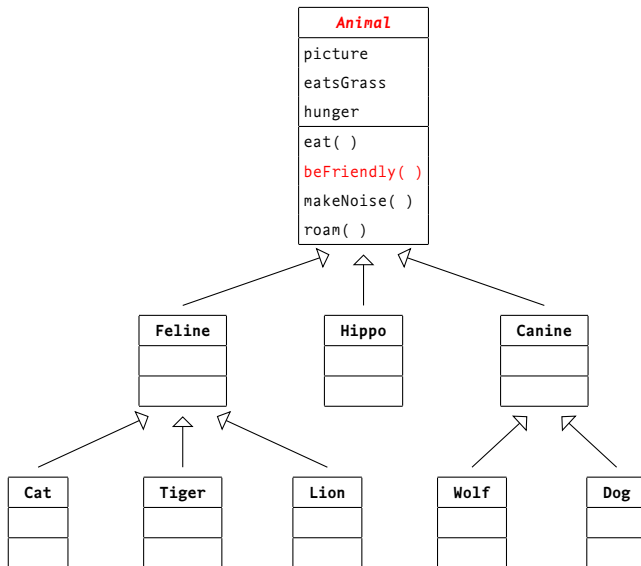 Animal
picture
eatsGrass
hunger
eat( )
beFriendly( )
makeNoise( )
roam( )
Feline
Hippo
Canine
Cat
Tiger
Lion
Wolf
Dog